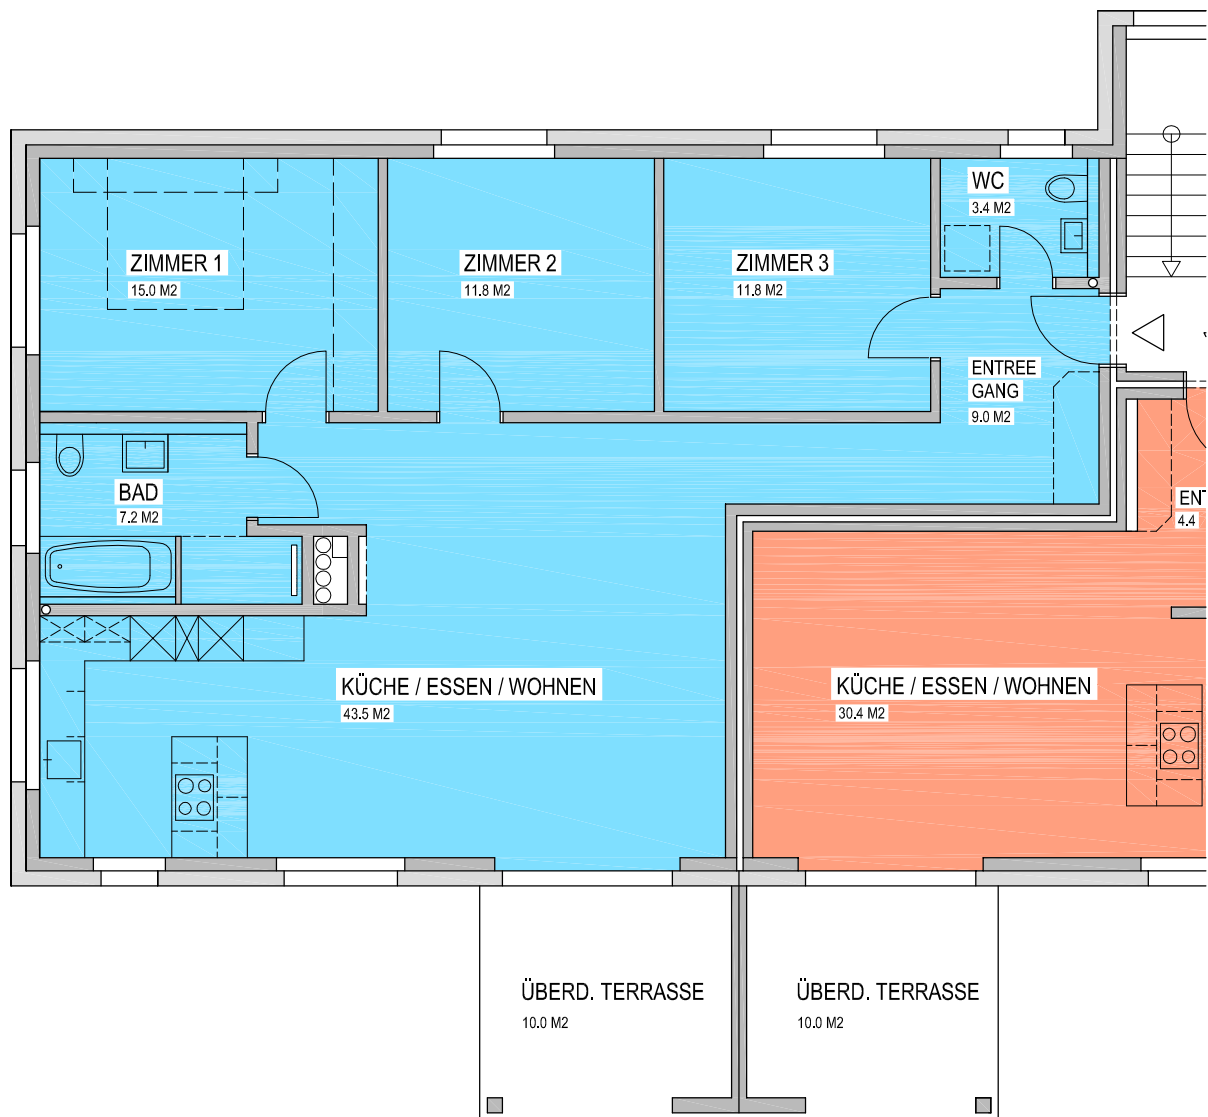 WC
3.4 M2
ZIMMER 1
15.0 M2
ZIMMER 2
11.8 M2
ZIMMER 3
11.8 M2
ENTREE
GANG
9.0 M2
BAD
7.2 M2
ENT
4.4
KÜCHE / ESSEN / WOHNEN
43.5 M2
KÜCHE / ESSEN / WOHNEN
30.4 M2
ÜBERD. TERRASSE
10.0 M2
ÜBERD. TERRASSE
10.0 M2